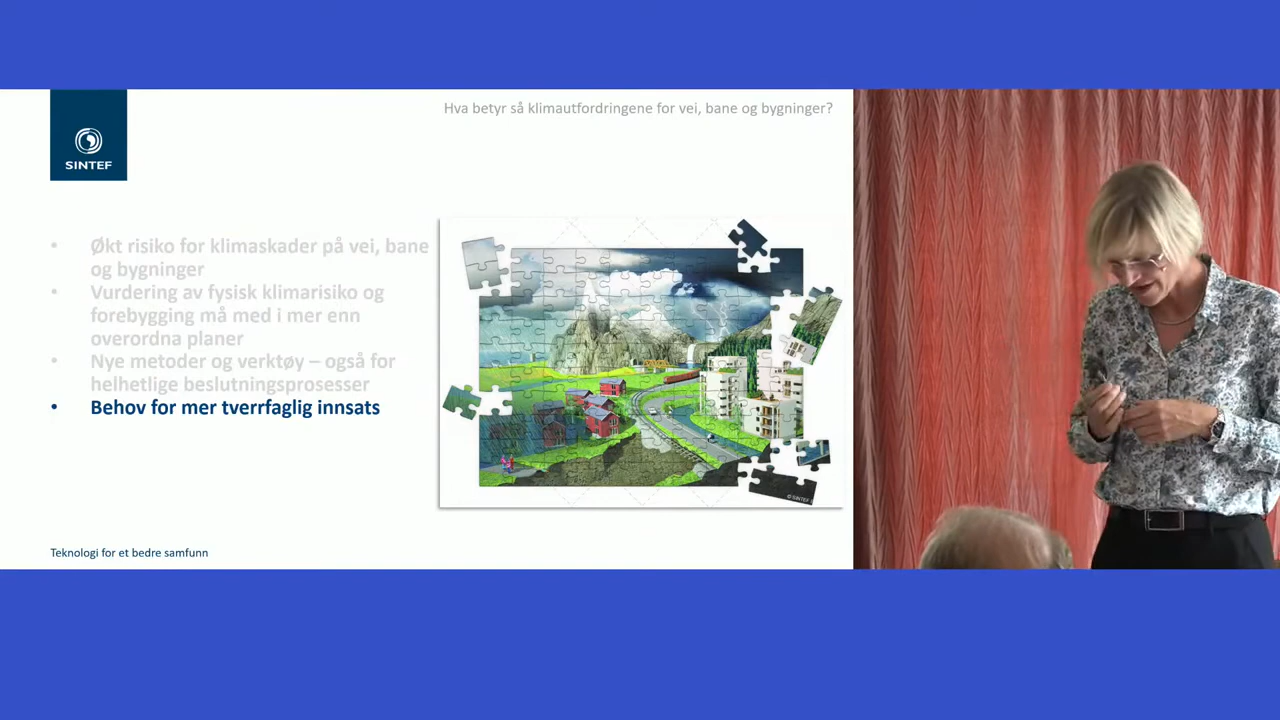 SINTEF
Hva betyr så klimautfordringene for vei, bane og bygninger?
• Økt risiko for klimaskader på vei, bane
og bygninger
• Vurdering av fysisk klimarisiko og
forebygging må med i mer enn
overordna planer
• Nye metoder og verktøy – også for
helhetlige beslutningsprosesser
• Behov for mer tverrfaglig innsats
© SINTEF
Teknologi for et bedre samfunn